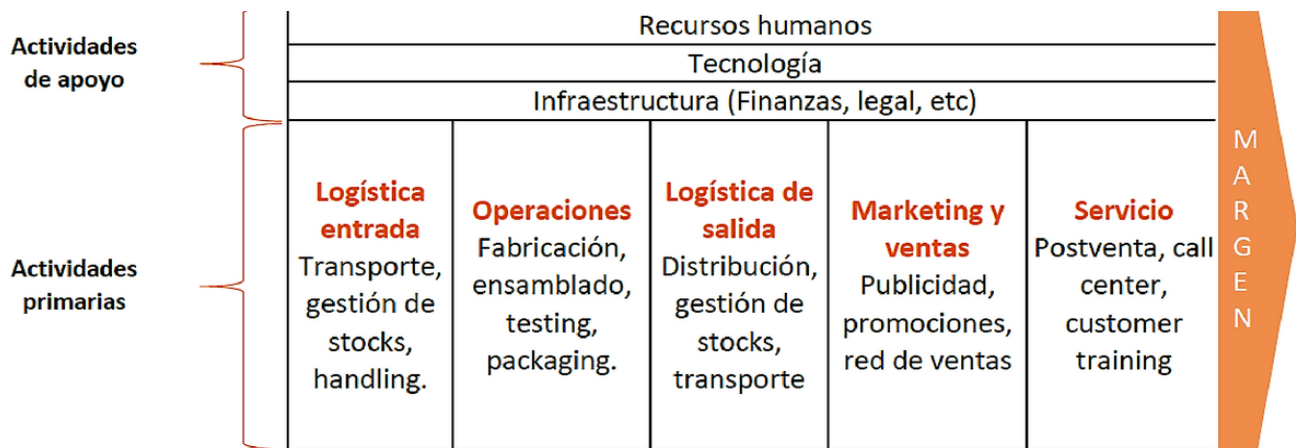 Actividades
de apoyo
Recursos humanos
Tecnología
Infraestructura (Finanzas, legal, etc)
Actividades
primarias
Logística
entrada
Transporte,
gestión de
stocks,
handling.
Operaciones
Fabricación,
ensamblado,
testing,
packaging.
Logística de
salida
Distribución,
gestión de
stocks,
transporte
Marketing y
ventas
Publicidad,
promociones,
red de ventas
Servicio
Postventa, call
center,
customer
training
MARGEN